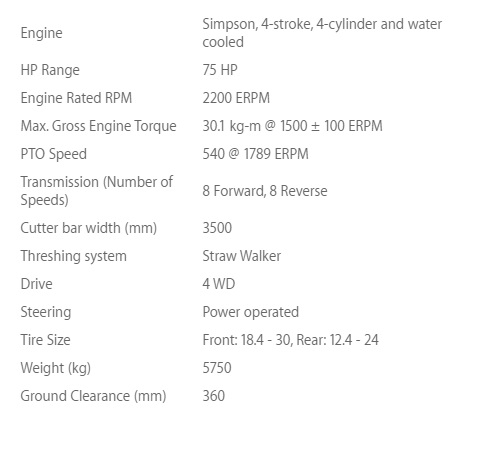 Engine Simpson, 4-stroke, 4-cylinder and water
cooled
HP Range 75 HP
Engine Rated RPM 2200 ERPM
Max. Gross Engine Torque 30.1 kg-m @ 1500 ± 100 ERPM
PTO Speed 540 @ 1789 ERPM
Transmission (Number of
Speeds) 8 Forward, 8 Reverse
Cutter bar width (mm) 3500
Threshing system Straw Walker
Drive 4 WD
Steering Power operated
Tire Size Front: 18.4 - 30, Rear: 12.4 - 24
Weight (kg) 5750
Ground Clearance (mm) 360